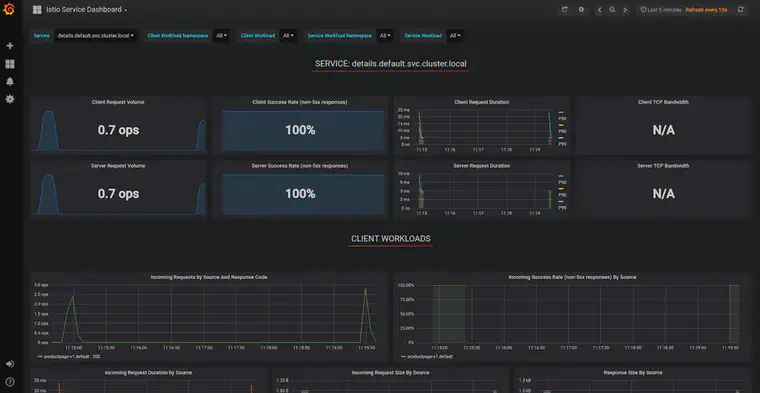 Istio Service Dashboard
Last 5 minutes Refresh every 10s
Service details.default.svc.cluster.local Client Workload Namespace All Client Workload All Service Workload Namespace All Service Workload All
SERVICE: details.default.svc.cluster.local
Client Request Volume
0.7 ops
Client Success Rate (non-5xx responses)
100%
Client Request Duration
25 ms
20 ms
15 ms
10 ms
5 ms
0 ns
11:15 11:16 11:17 11:18 11:19
P50
P90
P99
Client TCP Bandwidth
N/A
Server Request Volume
0.7 ops
Server Success Rate (non-5xx responses)
100%
Server Request Duration
10 ms
8 ms
6 ms
4 ms
2 ms
0 ns
11:15 11:16 11:17 11:18 11:19
P50
P90
P99
Server TCP Bandwidth
N/A
CLIENT WORKLOADS
Incoming Requests by Source And Response Code
3.0 ops
2.5 ops
2.0 ops
1.5 ops
1.0 ops
0.5 ops
0 ops
11:15:00 11:15:30 11:16:00 11:16:30 11:17:00 11:17:30 11:18:00 11:18:30 11:19:00 11:19:30
productpage-v1.default : 200
Incoming Success Rate (non-5xx responses) By Source
100.00%
75.00%
50.00%
25.00%
0%
11:15:00 11:15:30 11:16:00 11:16:30 11:17:00 11:17:30 11:18:00 11:18:30 11:19:00 11:19:30
productpage-v1.default
Incoming Request Duration by Source
25 ms
20 ms
Incoming Request Size By Source
1.25 B
1.00 B
Response Size By Source
1.5 kB